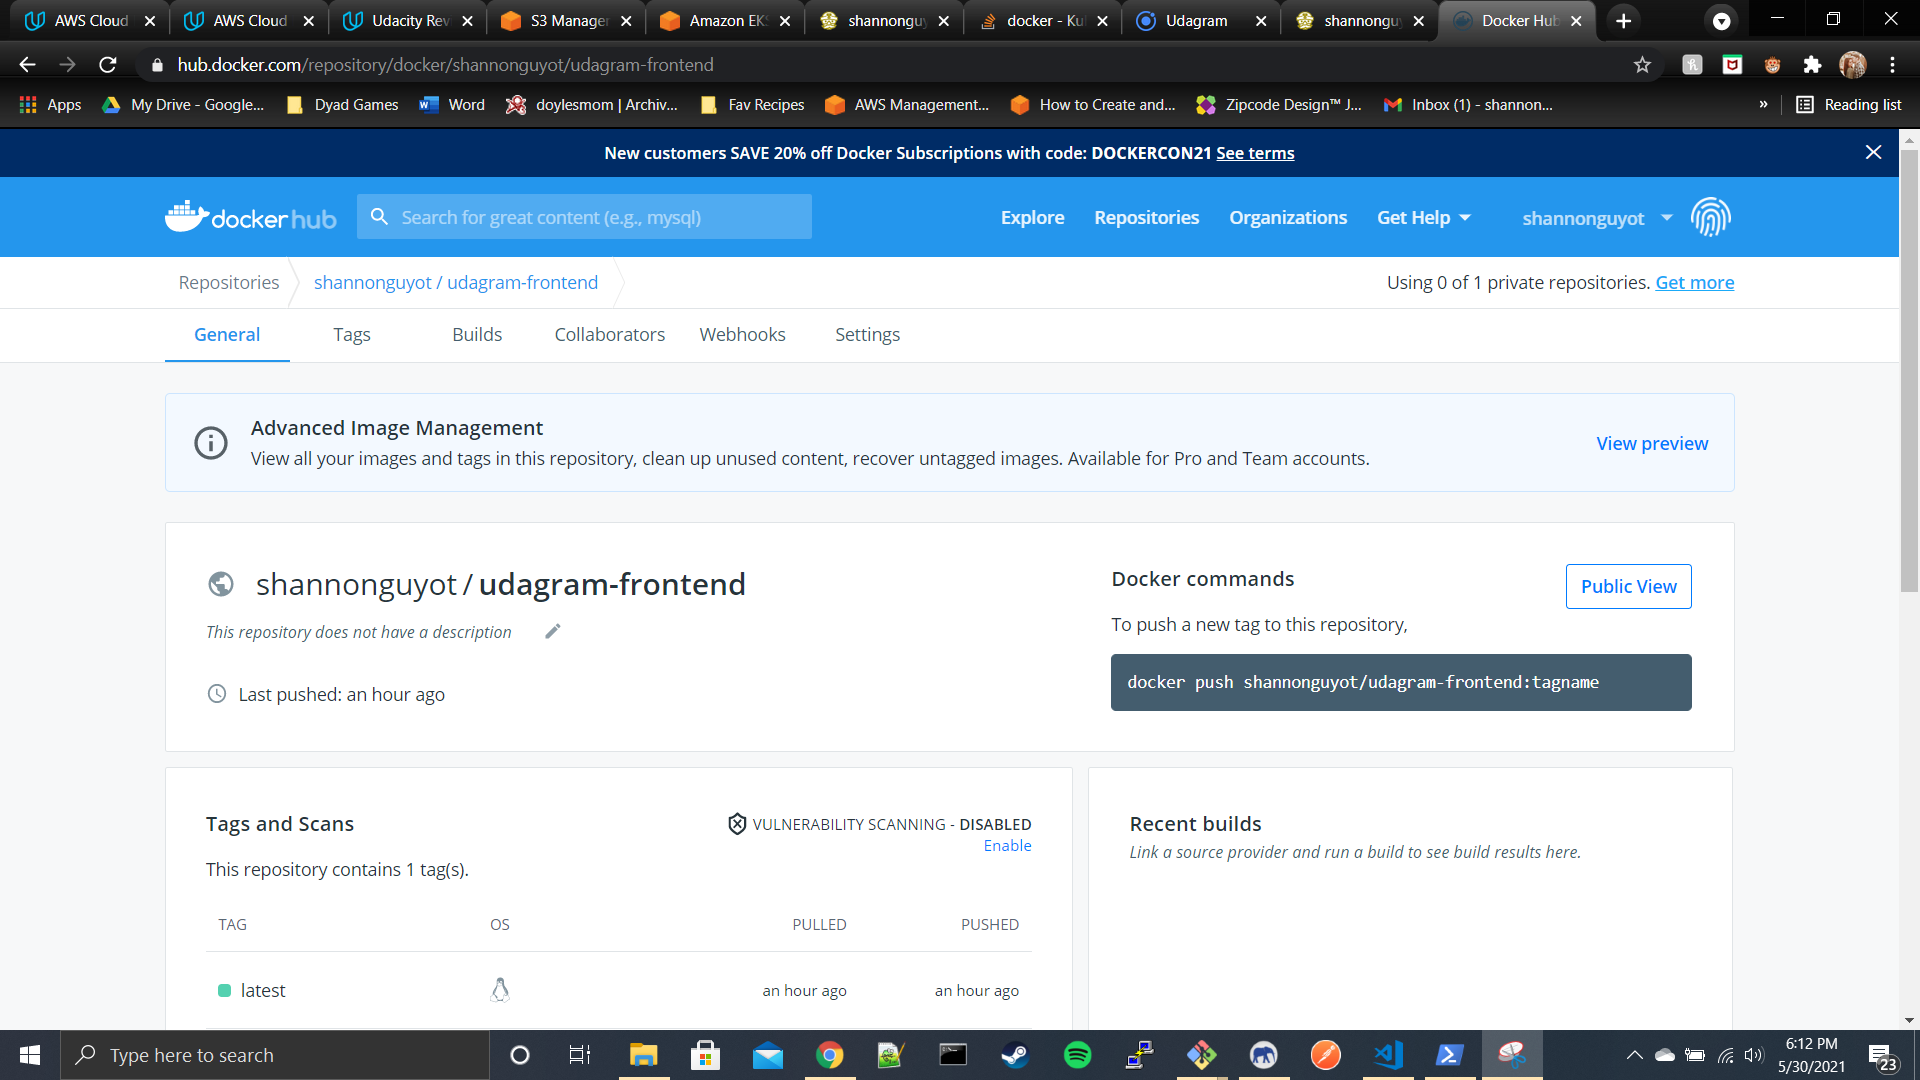 AWS Cloud
AWS Cloud
Udacity Rev
S3 Manager
Amazon EKS
shannonguy
docker - Ku
Udagram
shannonguy
Docker Hub
hub.docker.com/repository/docker/shannonguyot/udagram-frontend
Apps
My Drive - Google...
Dyad Games
Word
doylesmom | Archiv...
Fav Recipes
AWS Management...
How to Create and...
Zipcode Design™ J...
Inbox (1) - shannon...
»
Reading list
New customers SAVE 20% off Docker Subscriptions with code: DOCKERCON21 See terms
docker hub
Search for great content (e.g., mysql)
Explore
Repositories
Organizations
Get Help
shannonguyot
Repositories
shannonguyot / udagram-frontend
Using 0 of 1 private repositories. Get more
General
Tags
Builds
Collaborators
Webhooks
Settings
Advanced Image Management
View all your images and tags in this repository, clean up unused content, recover untagged images. Available for Pro and Team accounts.
View preview
shannonguyot / udagram-frontend
This repository does not have a description
Last pushed: an hour ago
Docker commands
Public View
To push a new tag to this repository,
docker push shannonguyot/udagram-frontend:tagname
Tags and Scans
VULNERABILITY SCANNING - DISABLED
Enable
This repository contains 1 tag(s).
TAG
OS
PULLED
PUSHED
latest
an hour ago
an hour ago
Recent builds
Link a source provider and run a build to see build results here.
Type here to search
6:12 PM
5/30/2021
23